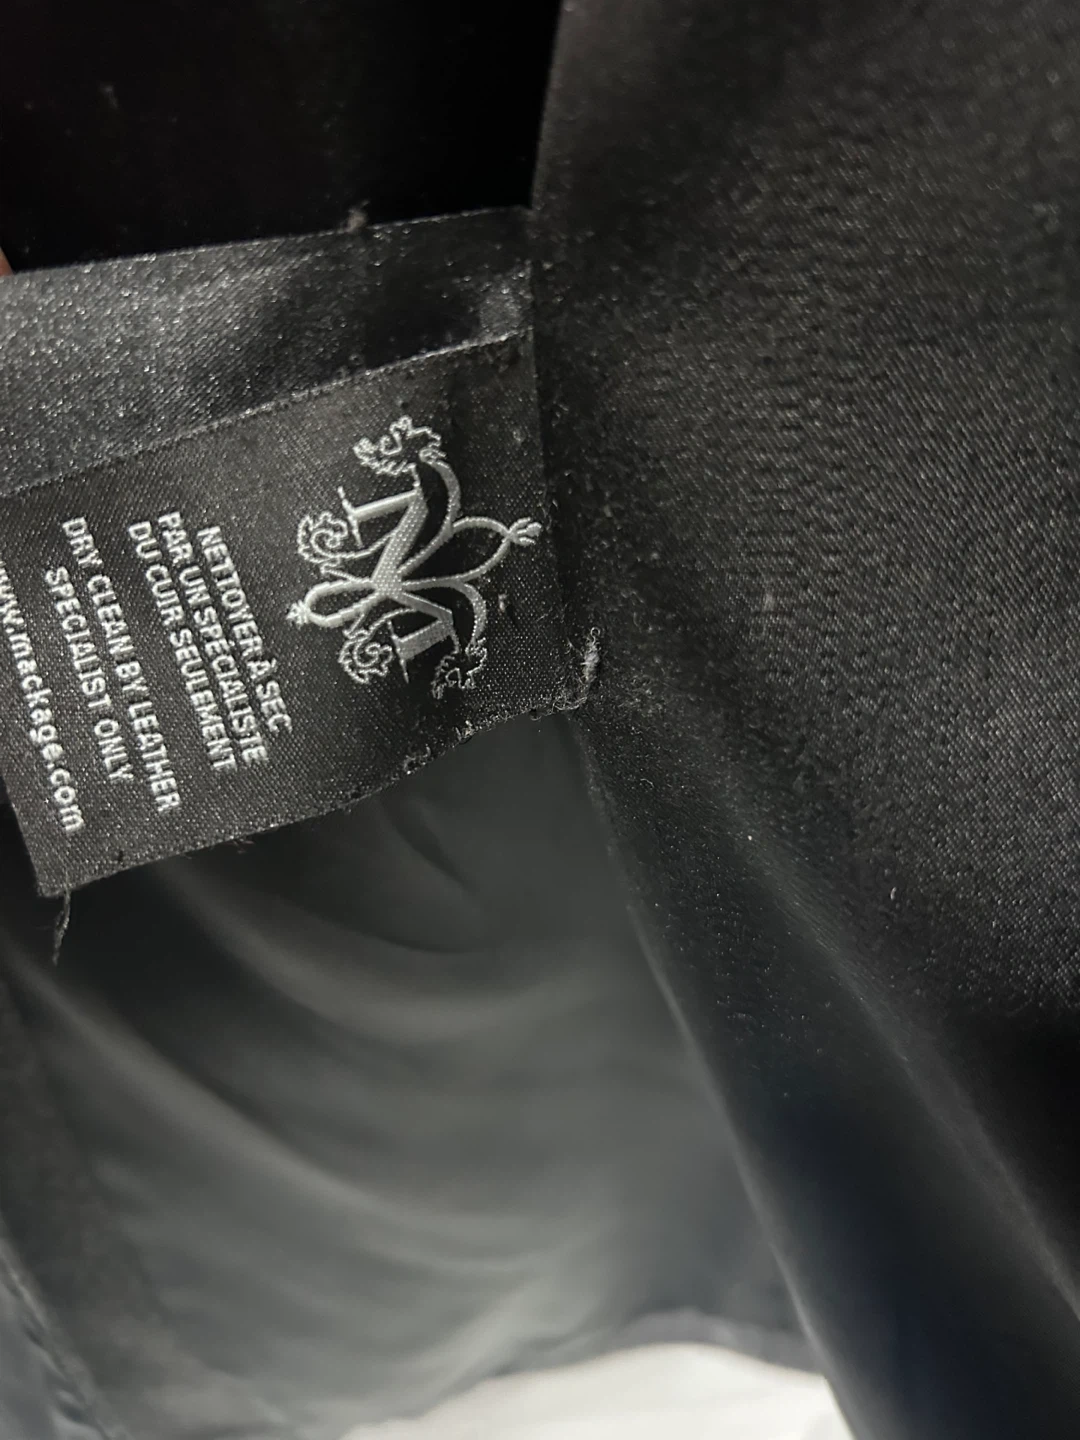 NETTOYER À SEC
PAR UN SPECIALISTE
DU CUIR SEULEMENT
DRY CLEAN BY LEATHER
SPECIALIST ONLY
www.mackage.com